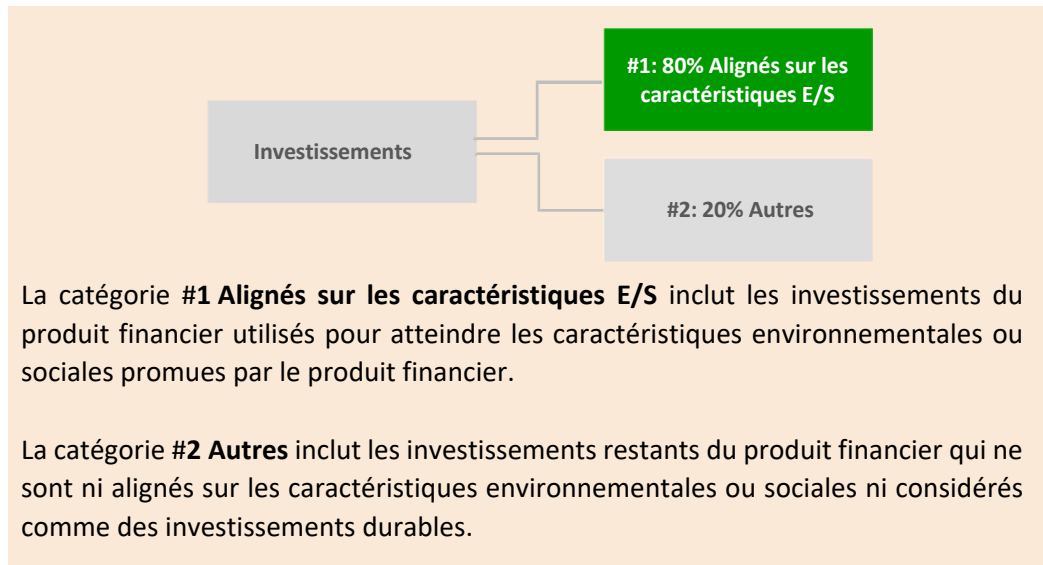 #1: 80% Alignés sur les
caractéristiques E/S
Investissements
#2: 20% Autres
La catégorie #1 Alignés sur les caractéristiques E/S inclut les investissements du
produit financier utilisés pour atteindre les caractéristiques environnementales ou
sociales promues par le produit financier.
La catégorie #2 Autres inclut les investissements restants du produit financier qui ne
sont ni alignés sur les caractéristiques environnementales ou sociales ni considérés
comme des investissements durables.